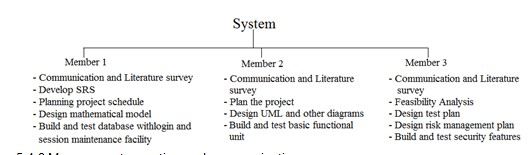 System
Member 1
- Communication and Literature survey
- Develop SRS
- Planning project schedule
- Design mathematical model
- Build and test database withlogin and
session maintenance facility
Member 2
- Communication and Literature
survey
- Plan the project
- Design UML and other diagrams
- Build and test basic functional
unit
Member 3
- Communication and Literature
survey
- Feasibility Analysis
- Design test plan
- Design risk management plan
- Build and test security features